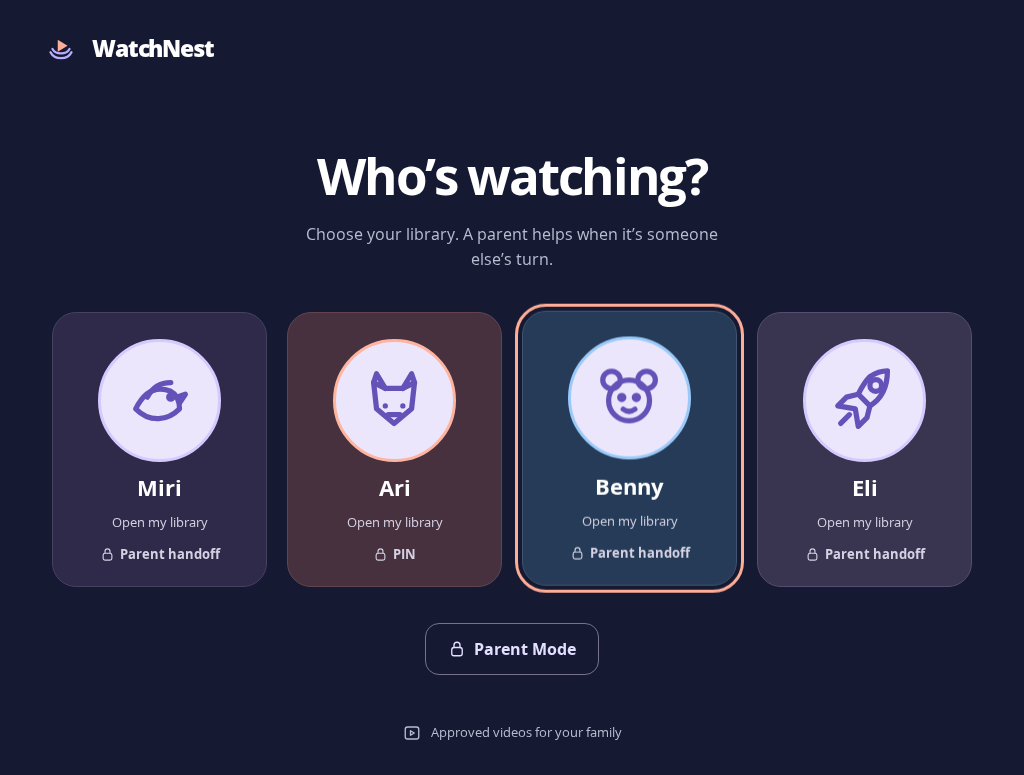 WatchNest
Who’s watching?
Choose your library. A parent helps when it’s someone
else’s turn.
Miri
Open my library
Parent handoff
Ari
Open my library
PIN
Benny
Open my library
Parent handoff
Eli
Open my library
Parent handoff
Parent Mode
Approved videos for your family